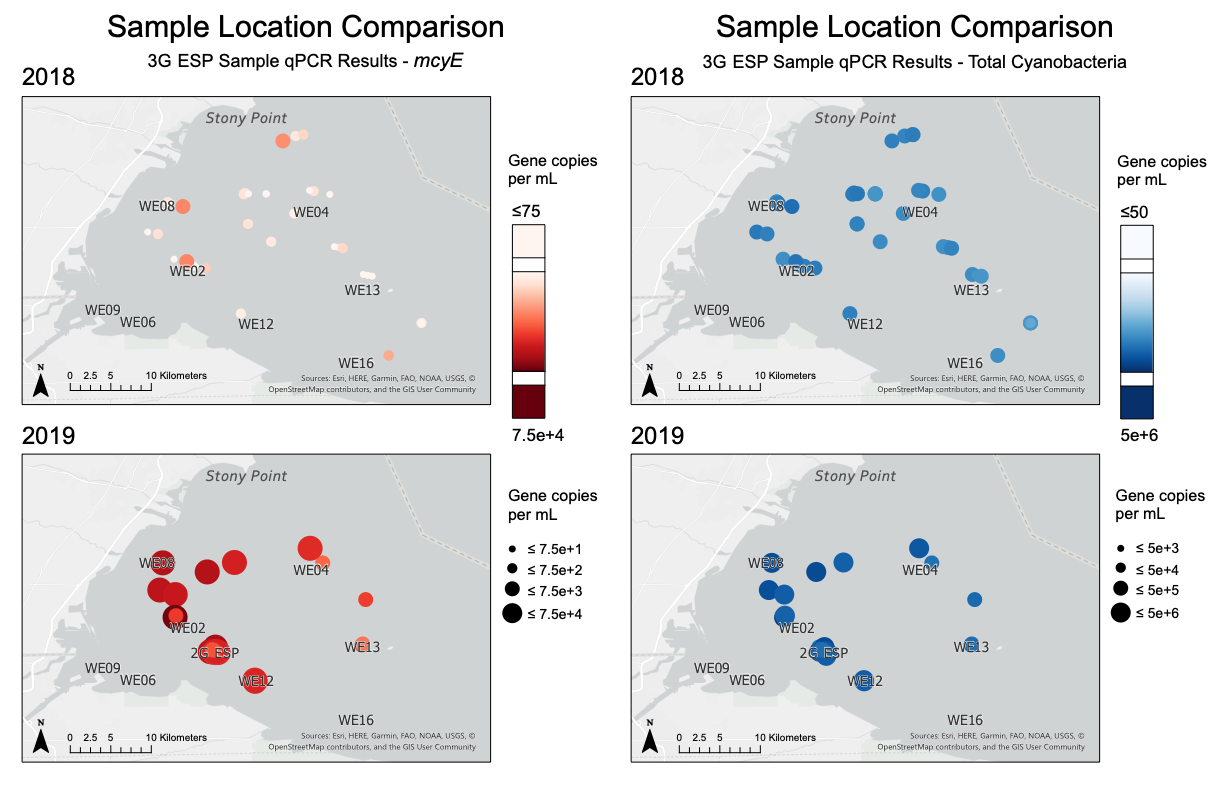 Sample Location Comparison
3G ESP Sample qPCR Results - mcyE
2018
Stony Point
WE08
WE04
WE02
WE13
WE09
WE06
WE12
WE16
N
0 2.5 5 10 Kilometers
Sources: Esri, HERE, Garmin, FAO, NOAA, USGS, ©
OpenStreetMap contributors, and the GIS User Community
Gene copies
per mL
≤75
7.5e+4
2019
Stony Point
WE08
WE04
WE02
2G ESP
WE13
WE09
WE06
WE12
WE16
N
0 2.5 5 10 Kilometers
Sources: Esri, HERE, Garmin, FAO, NOAA, USGS, ©
OpenStreetMap contributors, and the GIS User Community
Gene copies
per mL
≤ 7.5e+1
≤ 7.5e+2
≤ 7.5e+3
≤ 7.5e+4
Sample Location Comparison
3G ESP Sample qPCR Results - Total Cyanobacteria
2018
Stony Point
WE08
WE04
WE02
WE13
WE09
WE06
WE12
WE16
N
0 2.5 5 10 Kilometers
Sources: Esri, HERE, Garmin, FAO, NOAA, USGS, ©
OpenStreetMap contributors, and the GIS User Community
Gene copies
per mL
≤50
5e+6
2019
Stony Point
WE08
WE04
WE02
2G ESP
WE13
WE09
WE06
WE12
WE16
N
0 2.5 5 10 Kilometers
Sources: Esri, HERE, Garmin, FAO, NOAA, USGS, ©
OpenStreetMap contributors, and the GIS User Community
Gene copies
per mL
≤ 5e+3
≤ 5e+4
≤ 5e+5
≤ 5e+6